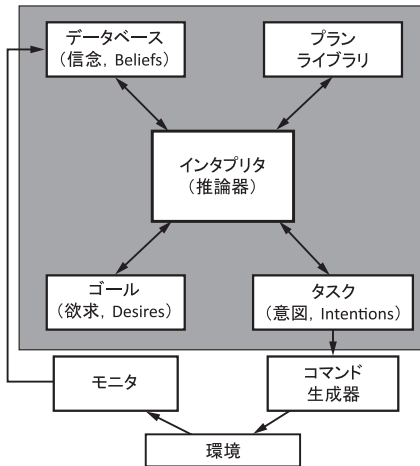 データベース
(信念, Beliefs)
プラン
ライブラリ
インタプリタ
(推論器)
ゴール
(欲求, Desires)
タスク
(意図, Intentions)
モニタ
コマンド
生成器
環境